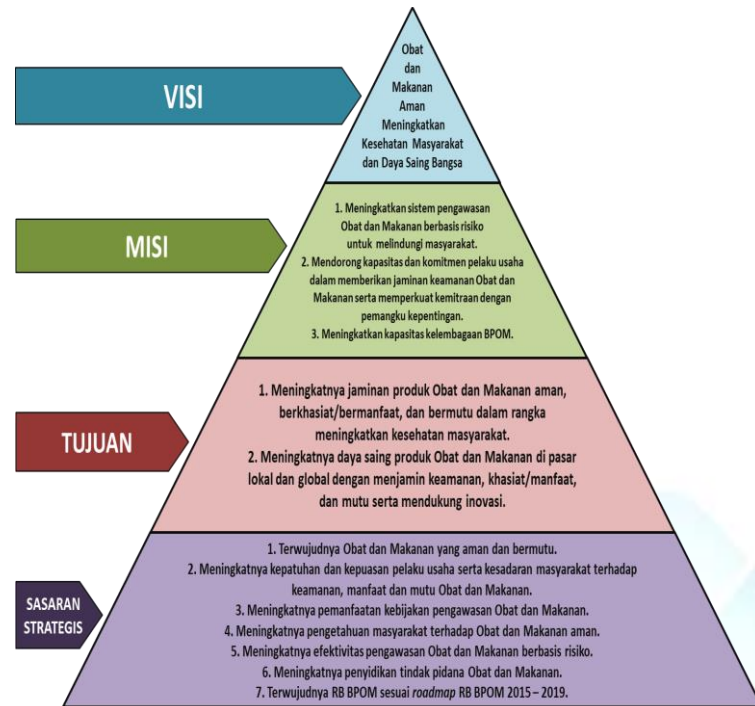 VISI
Obat
dan
Makanan
Aman
Meningkatkan
Kesehatan Masyarakat
dan Daya Saing Bangsa
MISI
1. Meningkatkan sistem pengawasan
Obat dan Makanan berbasis risiko
untuk melindungi masyarakat.
2. Mendorong kapasitas dan komitmen pelaku usaha
dalam memberikan jaminan keamanan Obat dan
Makanan serta memperkuat kemitraan dengan
pemangku kepentingan.
3. Meningkatkan kapasitas kelembagaan BPOM.
TUJUAN
1. Meningkatnya jaminan produk Obat dan Makanan aman,
berkhasiat/bermanfaat, dan bermutu dalam rangka
meningkatkan kesehatan masyarakat.
2. Meningkatnya daya saing produk Obat dan Makanan di pasar
lokal dan global dengan menjamin keamanan, khasiat/manfaat,
dan mutu serta mendukung inovasi.
SASARAN
STRATEGIS
1. Terwujudnya Obat dan Makanan yang aman dan bermutu.
2. Meningkatnya kepatuhan dan kepuasan pelaku usaha serta kesadaran masyarakat terhadap
keamanan, manfaat dan mutu Obat dan Makanan.
3. Meningkatnya pemanfaatan kebijakan pengawasan Obat dan Makanan.
4. Meningkatnya pengetahuan masyarakat terhadap Obat dan Makanan aman.
5. Meningkatnya efektivitas pengawasan Obat dan Makanan berbasis risiko.
6. Meningkatnya penyidikan tindak pidana Obat dan Makanan.
7. Terwujudnya RB BPOM sesuai roadmap RB BPOM 2015 – 2019.